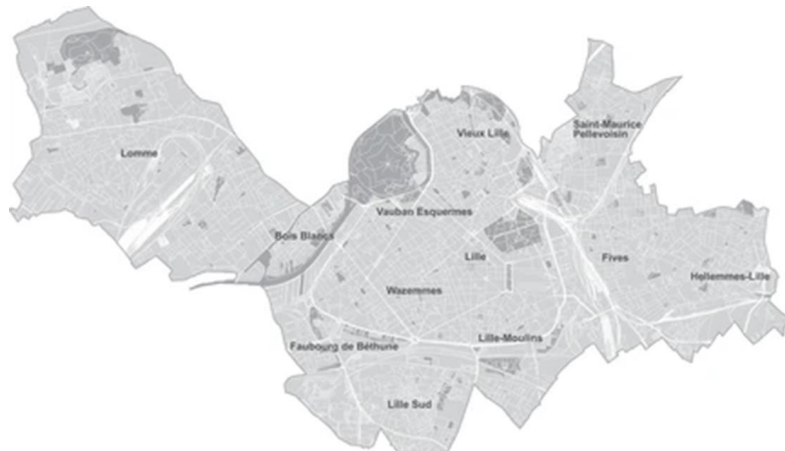 Saint-Maurice
Pellevoisin
Vieux Lille
Lomme
Vauban Esquermes
Bois Blancs
Lille
Fives
Hellemmes-Lille
Wazemmes
Lille-Moulins
Faubourg de Béthune
Lille Sud